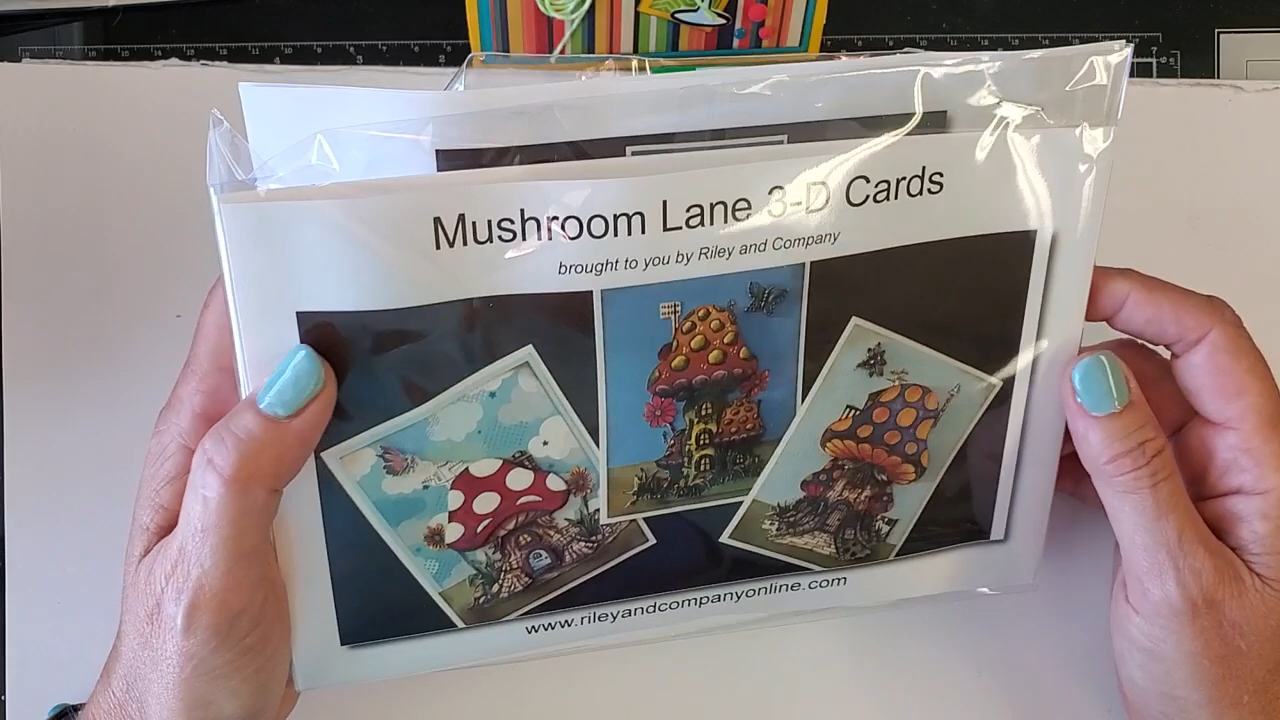 Mushroom Lane 3-D Cards
brought to you by Riley and Company
www.rileyandcompanyonline.com